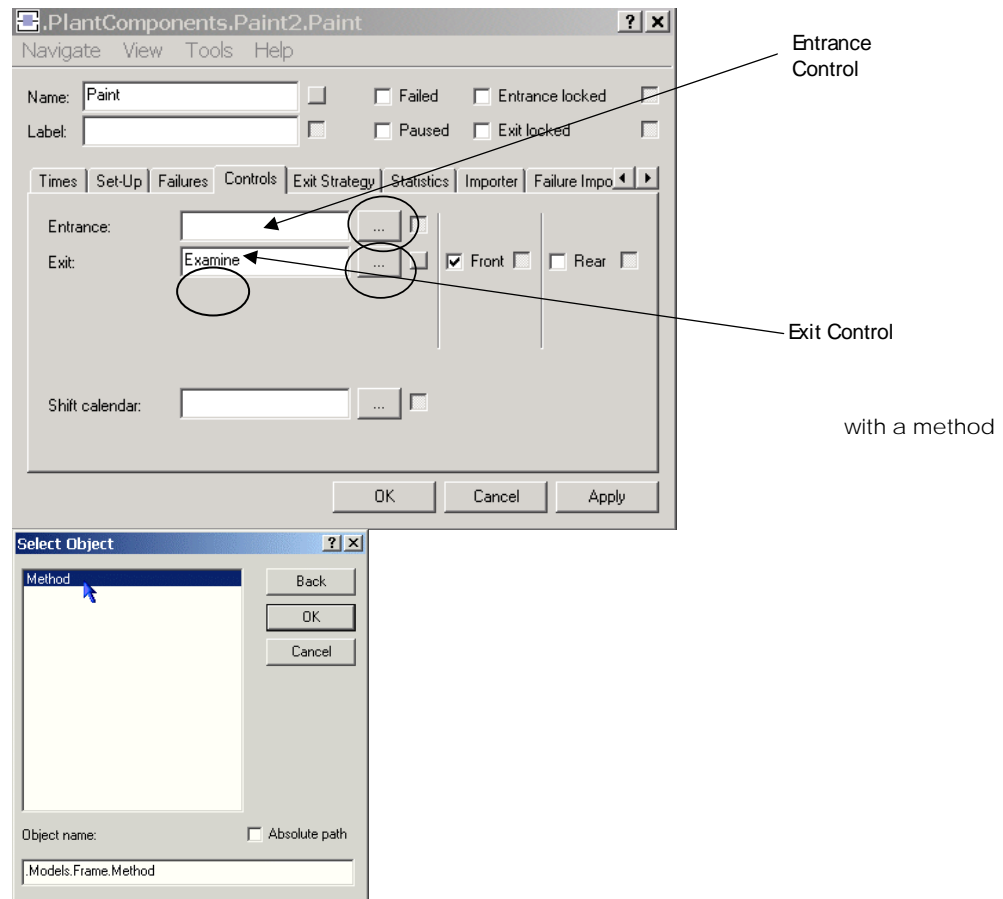 .PlantComponents.Paint2.Paint
? x
Navigate View Tools Help
Entrance
Control
Name: Paint Failed Entrance locked
Label: Paused Exit locked
Times Set-Up Failures Controls Exit Strategy Statistics Importer Failure Impo
Entrance: ...
Exit: Examine ... Front Rear
Exit Control
Shift calendar: ...
with a method
OK Cancel Apply
Select Object ? x
Method
Back
OK
Cancel
Object name: Absolute path
.Models.Frame.Method